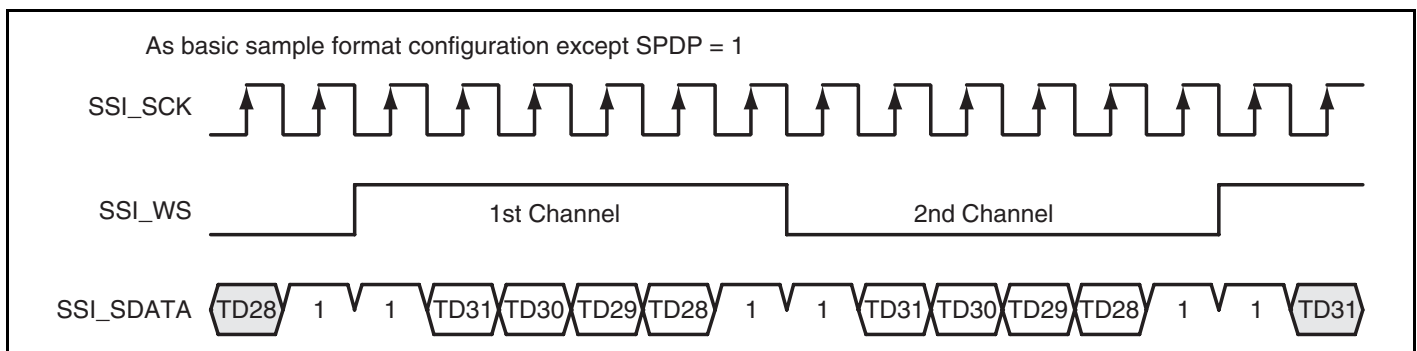 As basic sample format configuration except SPDP = 1
SSI_SCK
SSI_WS 1st Channel 2nd Channel
SSI_SDATA TD28 1 1 TD31 TD30 TD29 TD28 1 1 TD31 TD30 TD29 TD28 1 1 TD31